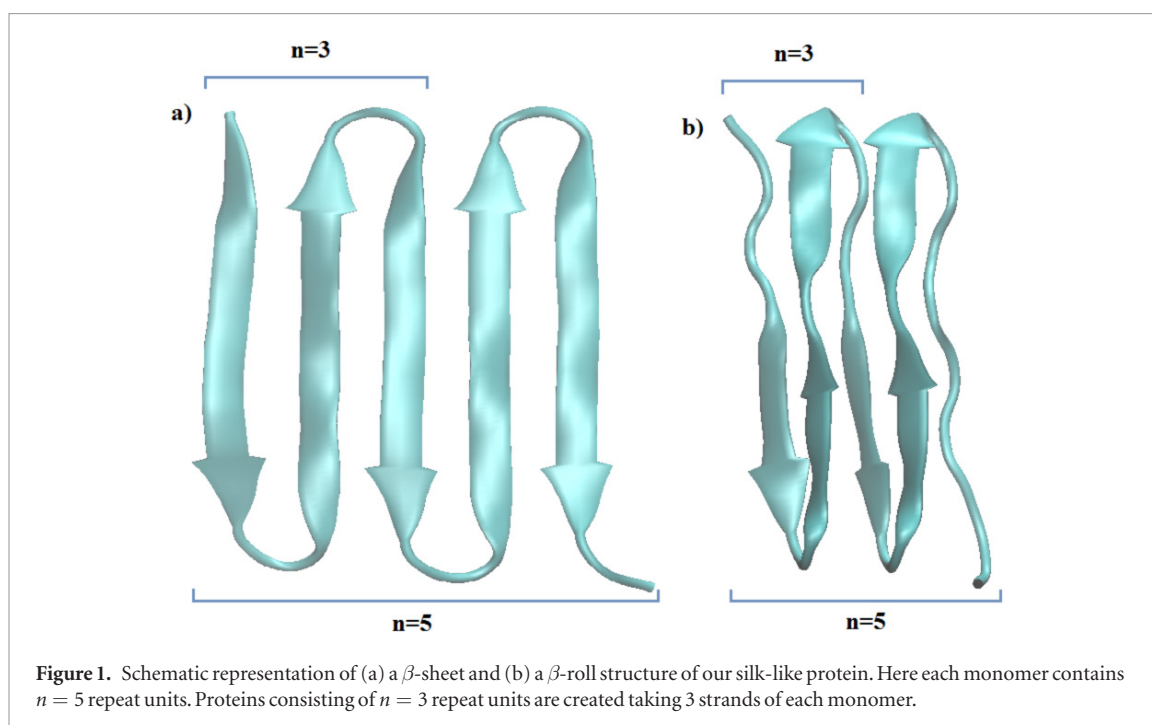 n=3
n=3
a)
b)
n=5
n=5
Figure 1. Schematic representation of (a) a β-sheet and (b) a β-roll structure of our silk-like protein. Here each monomer contains
n = 5 repeat units. Proteins consisting of n = 3 repeat units are created taking 3 strands of each monomer.